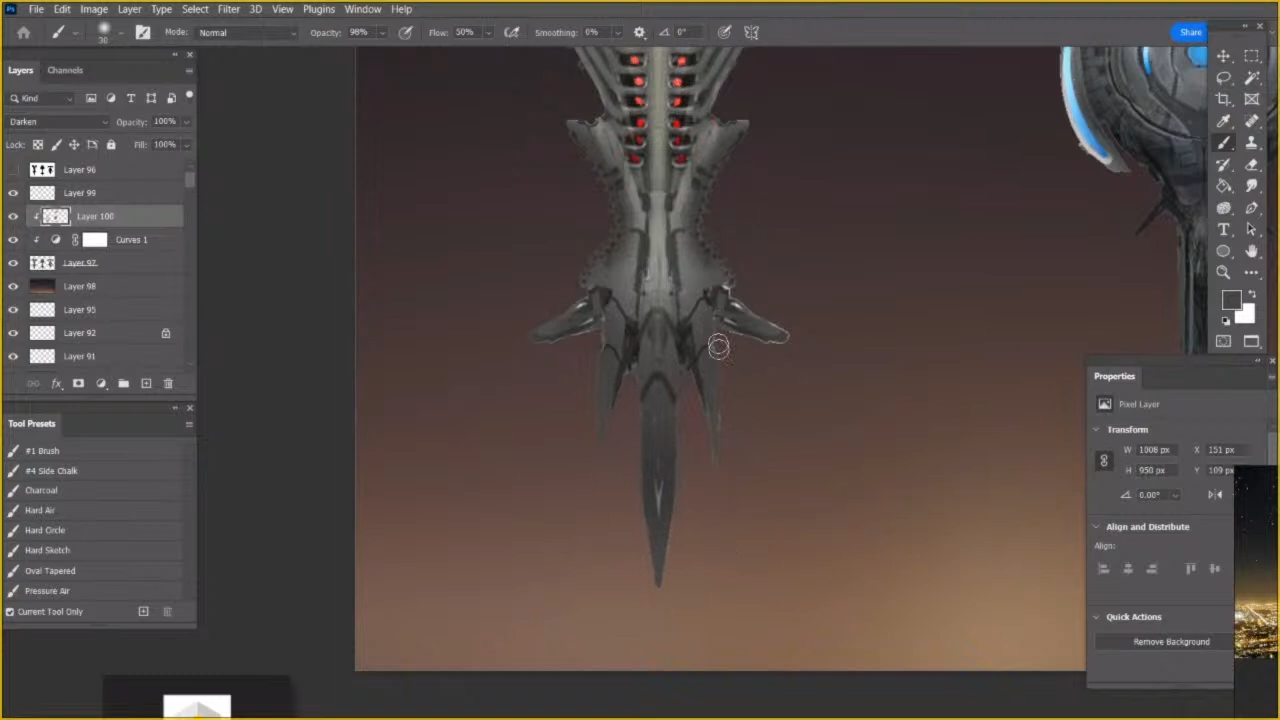 Ps File Edit Image Layer Type Select Filter 3D View Plugins Window Help
30 Mode: Normal Opacity: 98% Flow: 50% Smoothing: 0% 0° Share
Layers Channels
Kind
Darken Opacity: 100%
Lock: Fill: 100%
Layer 96
Layer 99
Layer 100
Curves 1
Layer 97
Layer 98
Layer 95
Layer 92
Layer 91
fx
Tool Presets
#1 Brush
#4 Side Chalk
Charcoal
Hard Air
Hard Circle
Hard Sketch
Oval Tapered
Pressure Air
Current Tool Only
Properties
Pixel Layer
Transform
W 1008 px X 151 px
H 950 px Y 109 px
0.00°
Align and Distribute
Align:
Quick Actions
Remove Background